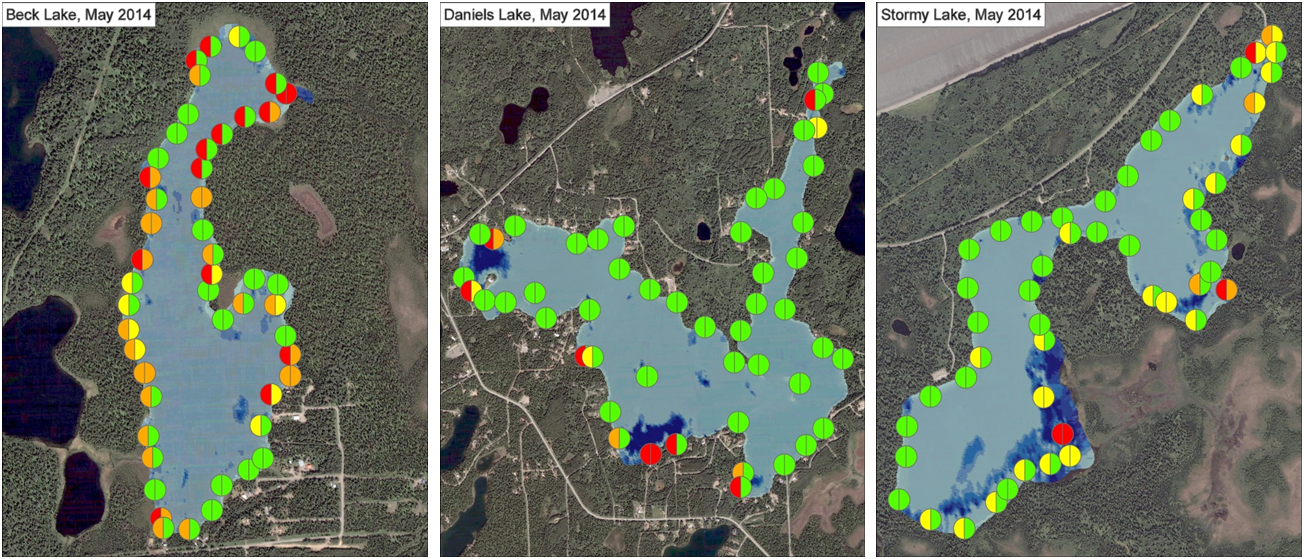 Beck Lake, May 2014
Daniels Lake, May 2014
Stormy Lake, May 2014